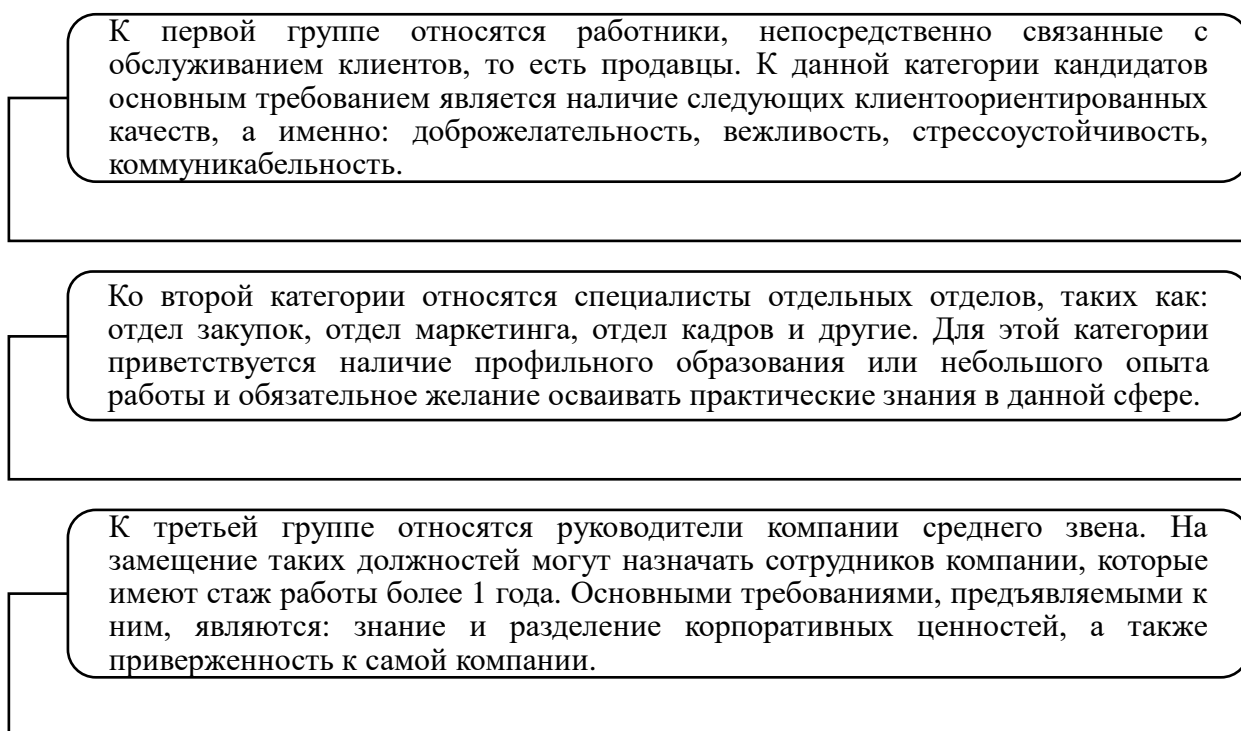 К первой группе относятся работники, непосредственно связанные с
обслуживанием клиентов, то есть продавцы. К данной категории кандидатов
основным требованием является наличие следующих клиентоориентированных
качеств, а именно: доброжелательность, вежливость, стрессоустойчивость,
коммуникабельность.
Ко второй категории относятся специалисты отдельных отделов, таких как:
отдел закупок, отдел маркетинга, отдел кадров и другие. Для этой категории
приветствуется наличие профильного образования или небольшого опыта
работы и обязательное желание осваивать практические знания в данной сфере.
К третьей группе относятся руководители компании среднего звена. На
замещение таких должностей могут назначать сотрудников компании, которые
имеют стаж работы более 1 года. Основными требованиями, предъявляемыми к
ним, являются: знание и разделение корпоративных ценностей, а также
приверженность к самой компании.